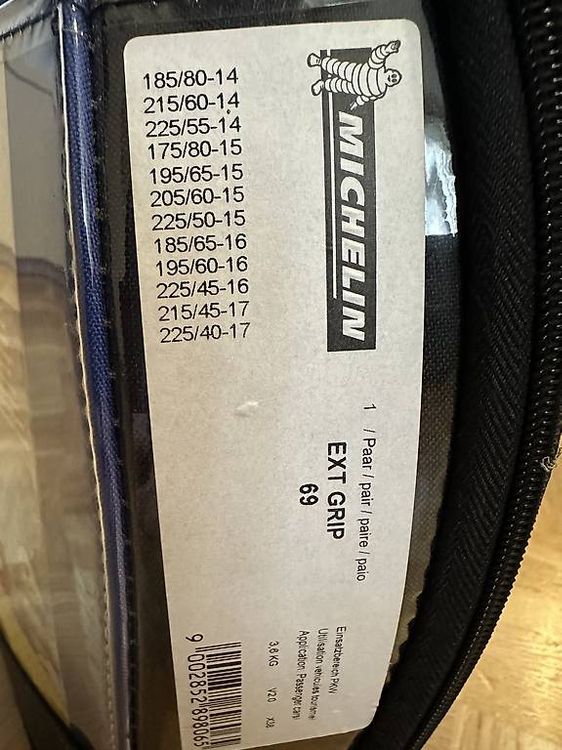 185/80-14
215/60-14
225/55-14
175/80-15
195/65-15
205/60-15
225/50-15
185/65-16
195/60-16
225/45-16
215/45-17
225/40-17
MICHELIN
1 / Paar / pair / paire / paio
EXT GRIP
69
Einsatzbereich PKW
Utilisation vehicules tourisme/
Application: Passenger cars/
3,6 KG V2.0
9 002852 898065